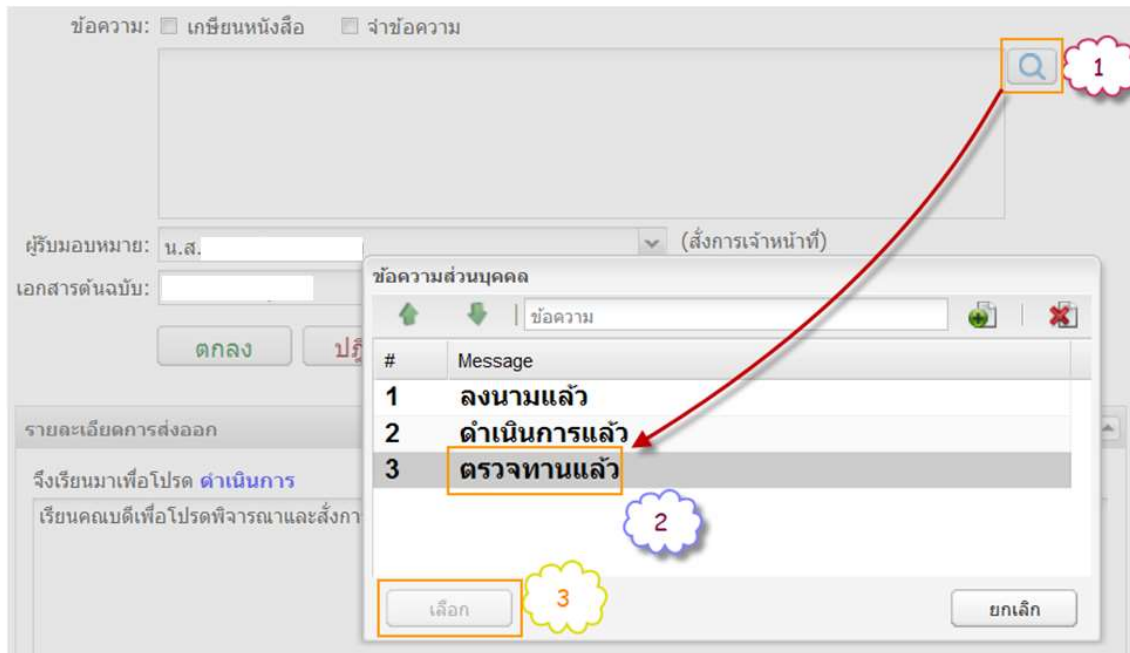 ข้อความ: เกษียนหนังสือ จำข้อความ
1
ผู้รับมอบหมาย: น.ส. (สั่งการเจ้าหน้าที่)
เอกสารต้นฉบับ:
ตกลง
ข้อความส่วนบุคคล
ข้อความ
# Message
1 ลงนามแล้ว
2 ดำเนินการแล้ว
3 ตรวจทานแล้ว
2
เลือก
3
ยกเลิก
รายละเอียดการส่งออก
จึงเรียนมาเพื่อโปรด ดำเนินการ
เรียนคณบดีเพื่อโปรดพิจารณาและสั่งกา